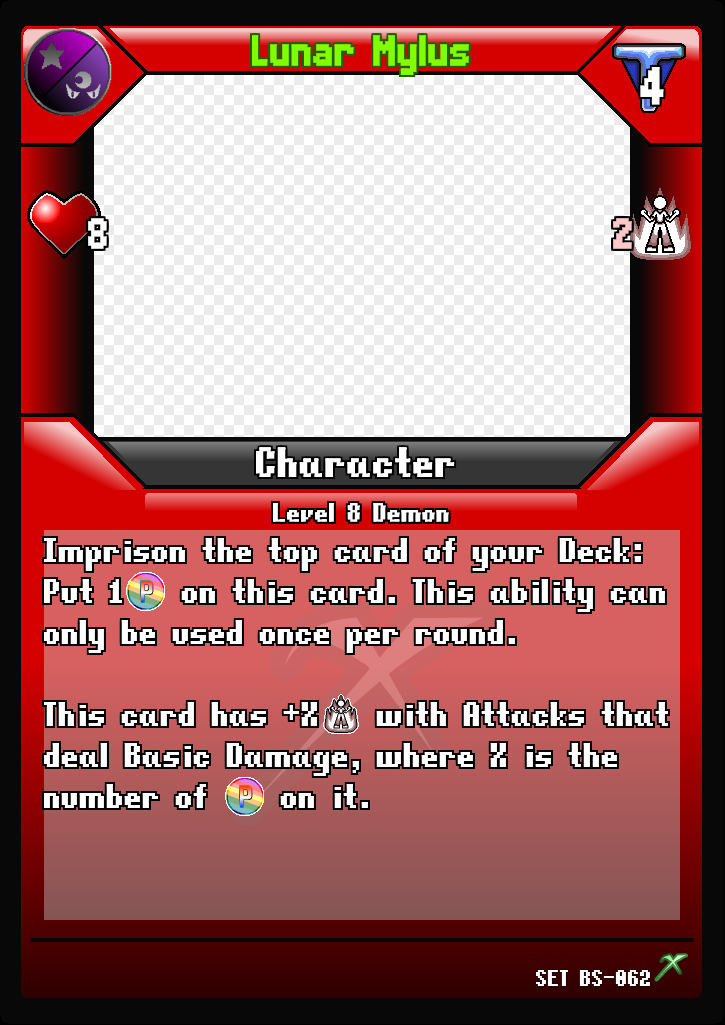 Lunar Mylus
4
8
2
Character
Level 8 Demon
Imprison the top card of your Deck:
Put 1 P on this card. This ability can
only be used once per round.
This card has +X with Attacks that
deal Basic Damage, where X is the
number of P on it.
SET BS-062